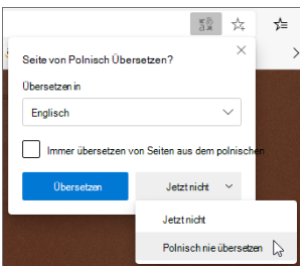 Seite von Polnisch Übersetzen?
Übersetzen in
Englisch
Immer übersetzen von Seiten aus dem polnischen
Übersetzen
Jetzt nicht
Jetzt nicht
Polnisch nie übersetzen